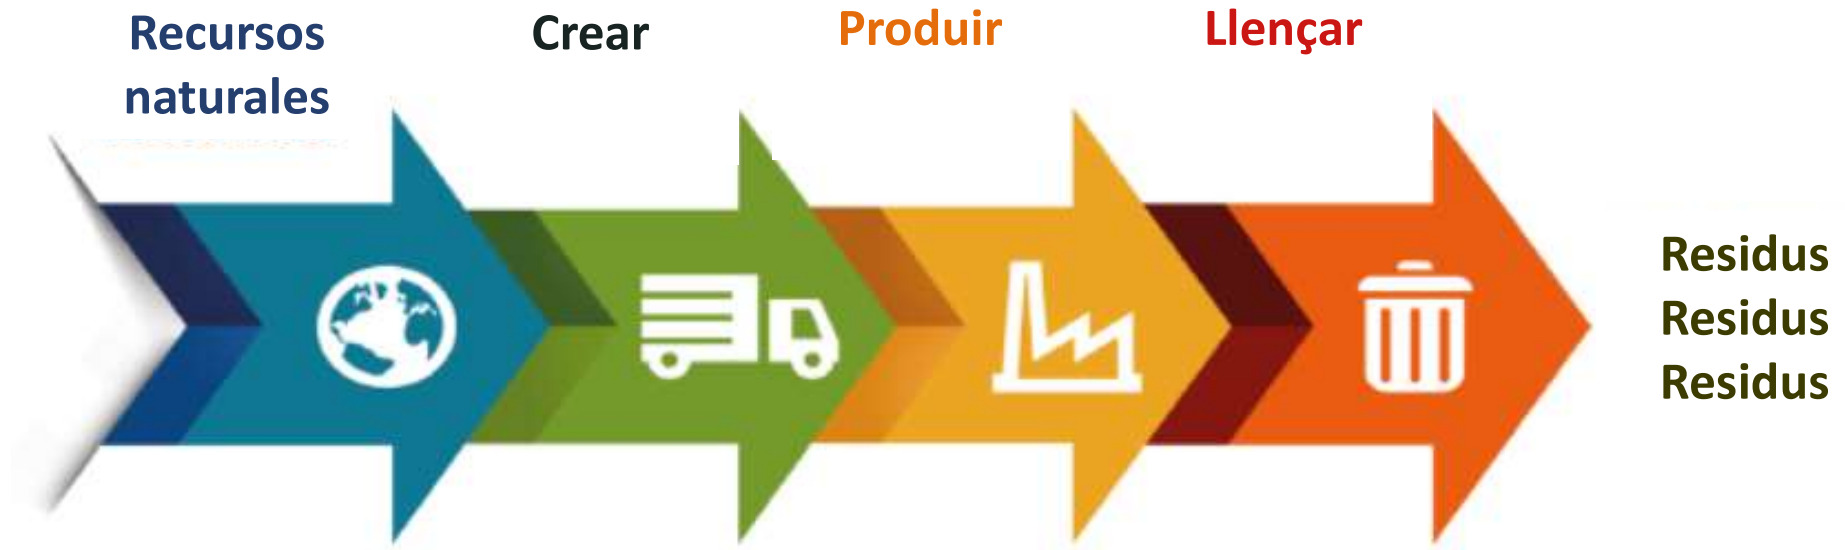 Recursos
naturales
Crear
Produir
Llençar
Residus
Residus
Residus